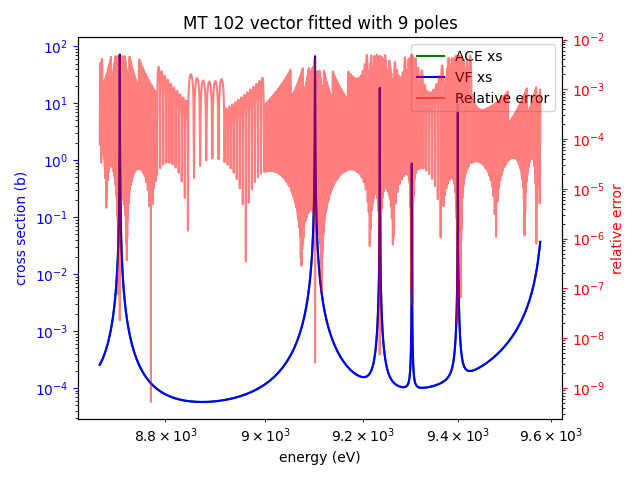 MT 102 vector fitted with 9 poles
10² 10¹ 10⁰ 10⁻¹ 10⁻² 10⁻³ 10⁻⁴
cross section (b)
ACE xs
VF xs
Relative error
10⁻² 10⁻³ 10⁻⁴ 10⁻⁵ 10⁻⁶ 10⁻⁷ 10⁻⁸ 10⁻⁹
relative error
8.8 × 10³ 9 × 10³ 9.2 × 10³ 9.4 × 10³ 9.6 × 10³
energy (eV)